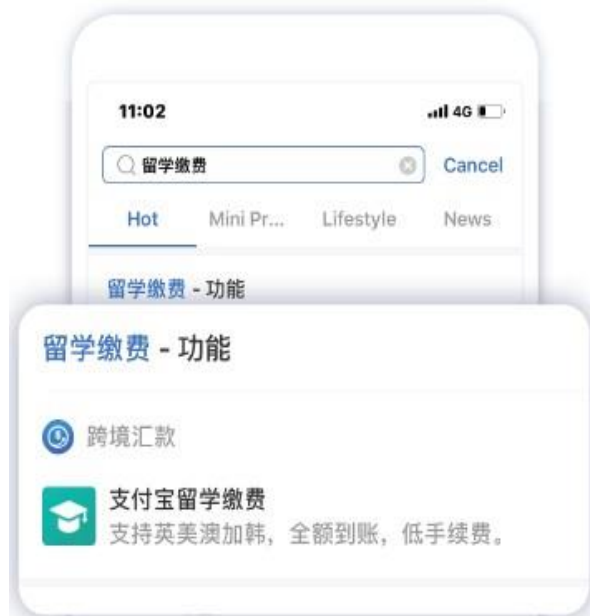 11:02
4G
留学缴费
Cancel
Hot
Mini Pr...
Lifestyle
News
留学缴费 - 功能
留学缴费 - 功能
跨境汇款
支付宝留学缴费
支持英美澳加韩，全额到账，低手续费。